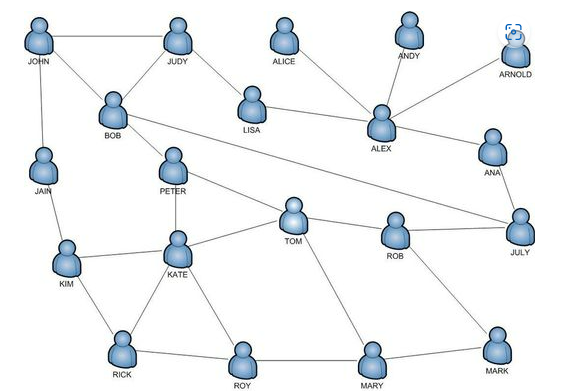 JOHN
JUDY
ALICE
ANDY
ARNOLD
BOB
LISA
ALEX
ANA
JAIN
PETER
TOM
ROB
JULY
KIM
KATE
RICK
ROY
MARY
MARK